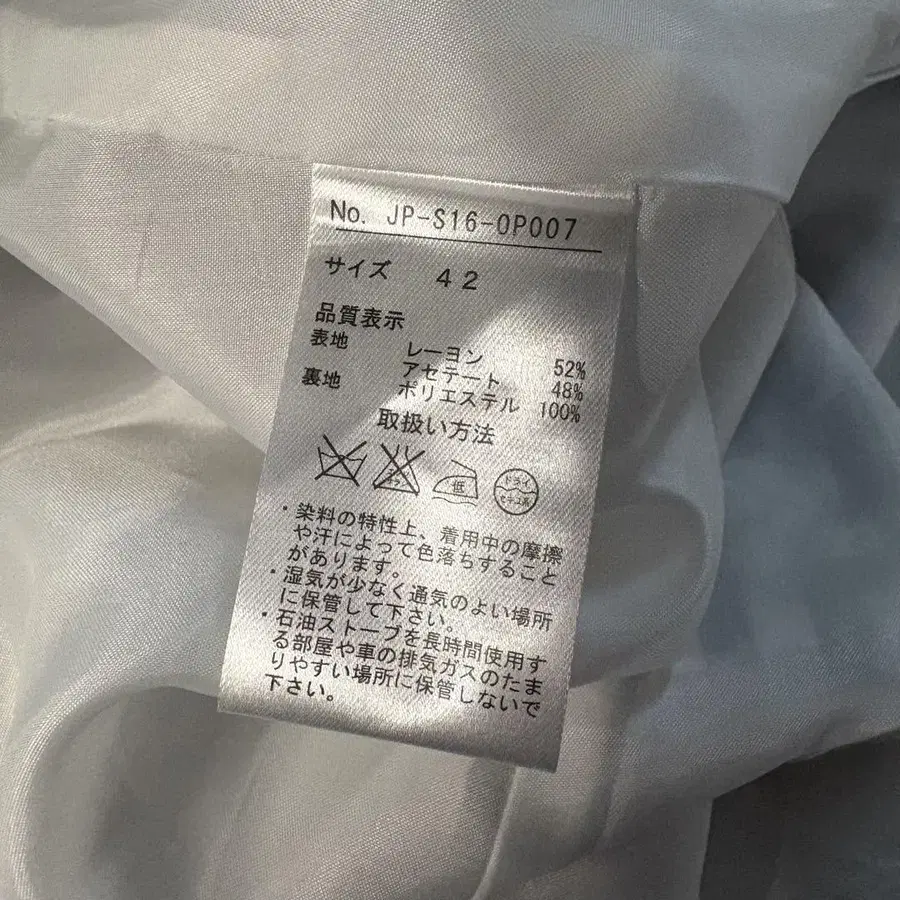 No. JP-S16-OP007
サイズ 42
品質表示
表地 レーヨン 52%
アセテート 48%
裏地 ポリエステル 100%
取扱い方法
低 ドライ セキユ系
・染料の特性上、着用中の摩擦
や汗によって色落ちすること
があります。
・湿気が少なく通気のよい場所
に保管して下さい。
・石油ストーブを長時間使用す
る部屋や車の排気ガスのたま
りやすい場所に保管しないで
下さい。